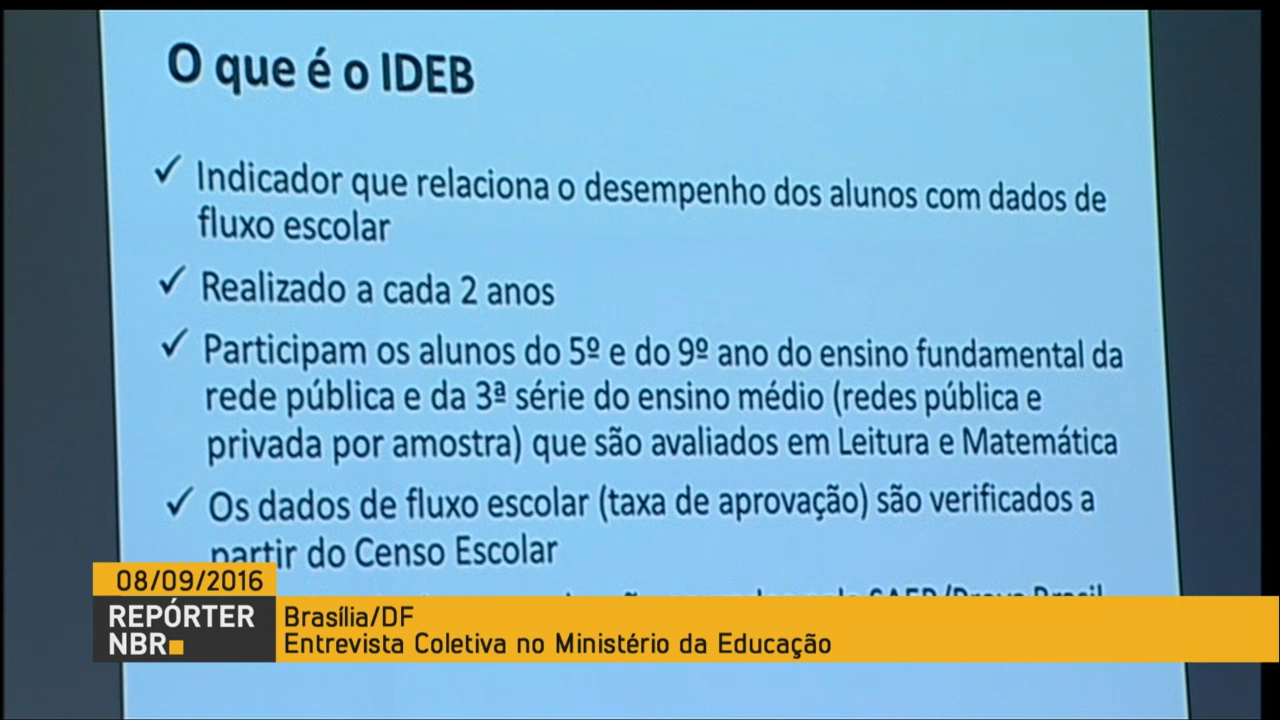 O que é o IDEB
✓ Indicador que relaciona o desempenho dos alunos com dados de
fluxo escolar
✓ Realizado a cada 2 anos
✓ Participam os alunos do 5º e do 9º ano do ensino fundamental da
rede pública e da 3ª série do ensino médio (redes pública e
privada por amostra) que são avaliados em Leitura e Matemática
✓ Os dados de fluxo escolar (taxa de aprovação) são verificados a
partir do Censo Escolar
SAEB/Prova Brasil
08/09/2016
REPÓRTER
NBR
Brasília/DF
Entrevista Coletiva no Ministério da Educação